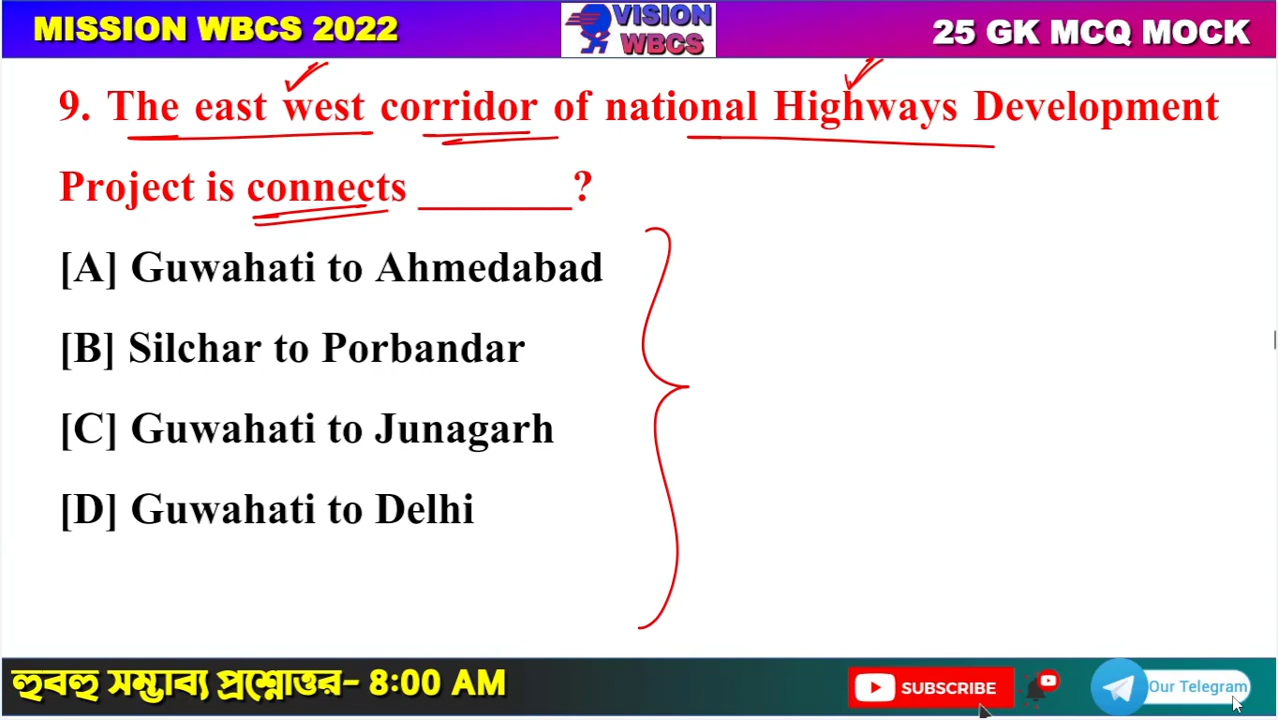 MISSION WBCS 2022
VISION
WBCS
25 GK MCQ MOCK
9. The east west corridor of national Highways Development
Project is connects _______?
[A] Guwahati to Ahmedabad
[B] Silchar to Porbandar
[C] Guwahati to Junagarh
[D] Guwahati to Delhi
হুবহু সম্ভাব্য প্রশ্নোত্তর- 8:00 AM
SUBSCRIBE
Our Telegram